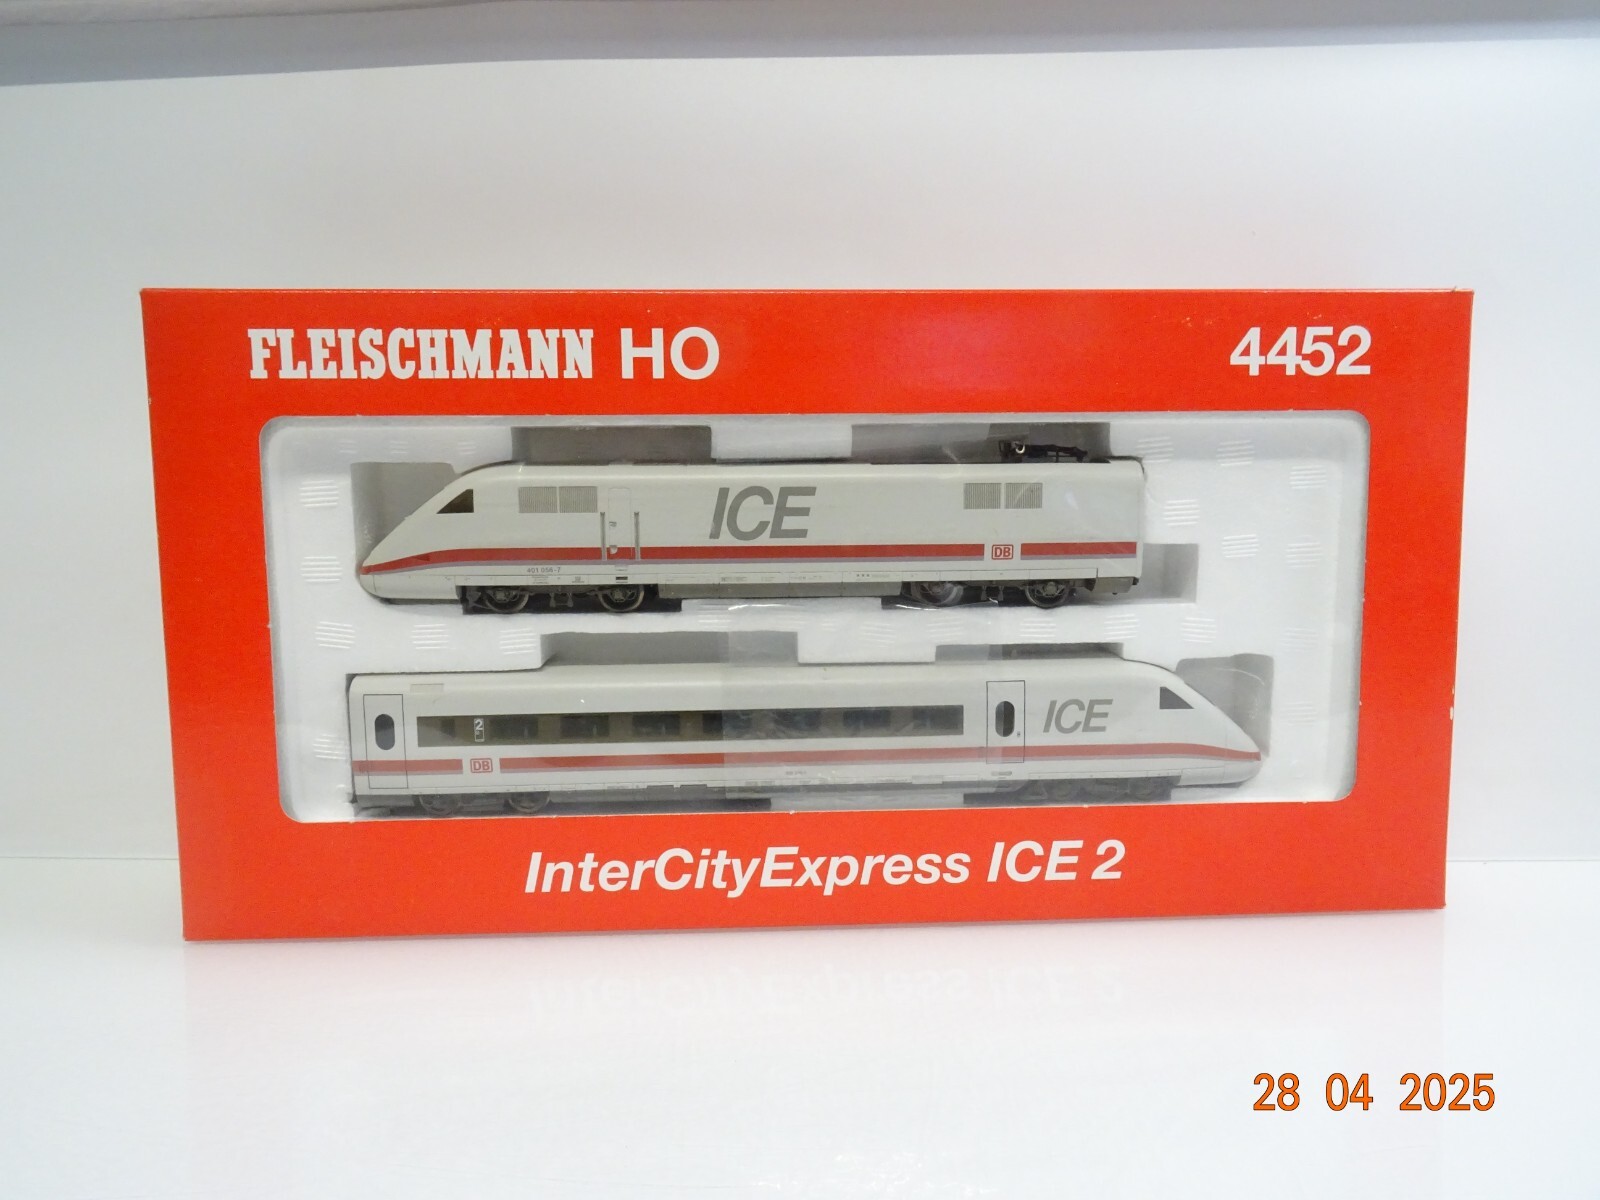 FLEISCHMANN HO
4452
ICE
DB
401 056-7
2
ICE
DB
InterCityExpress ICE 2
28 04 2025